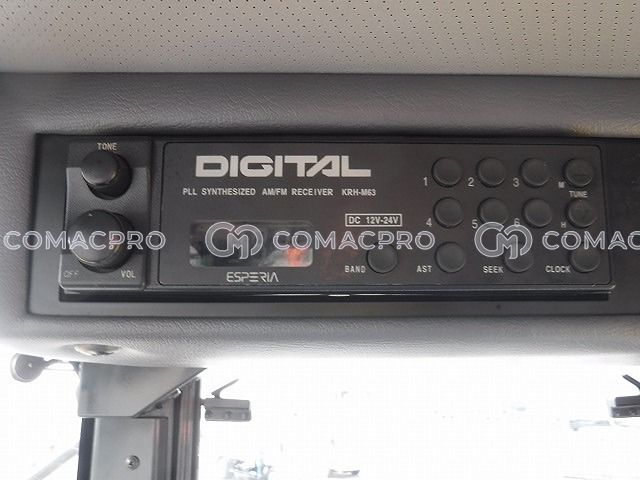 TONE
DIGITAL
PLL SYNTHESIZED AM/FM RECEIVER KRH-M63
1 2 3 M
TUNE
DC 12V-24V
4 5 6 H
COMACPRO COMACPRO COMACPRO
OFF VOL
ESPERIA
BAND AST SEEK CLOCK